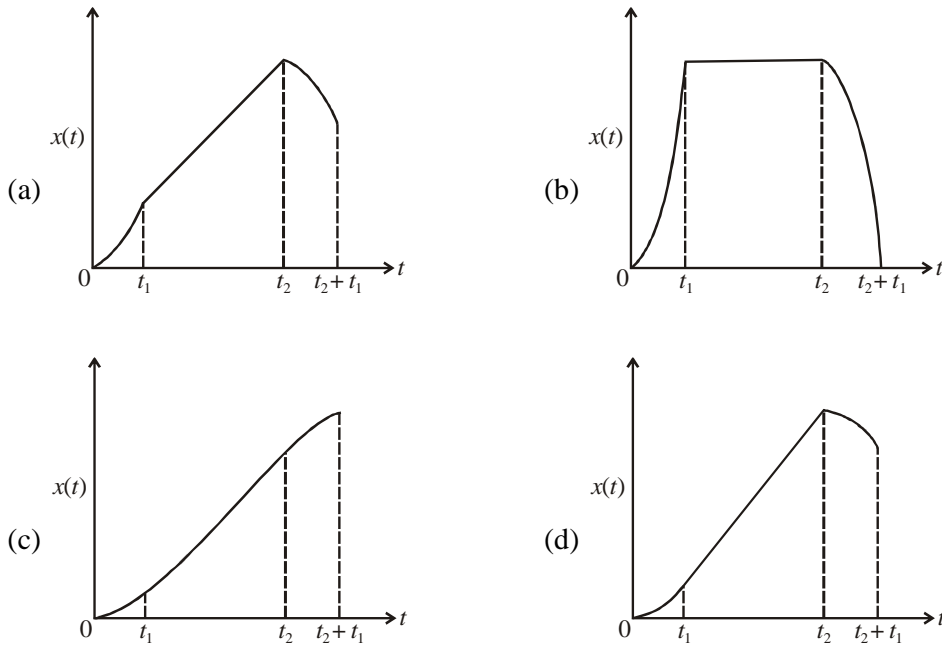 (a)
x(t)
0
t₁
t₂
t₂ + t₁
t
(b)
x(t)
0
t₁
t₂
t₂ + t₁
t
(c)
x(t)
0
t₁
t₂
t₂ + t₁
t
(d)
x(t)
0
t₁
t₂
t₂ + t₁
t